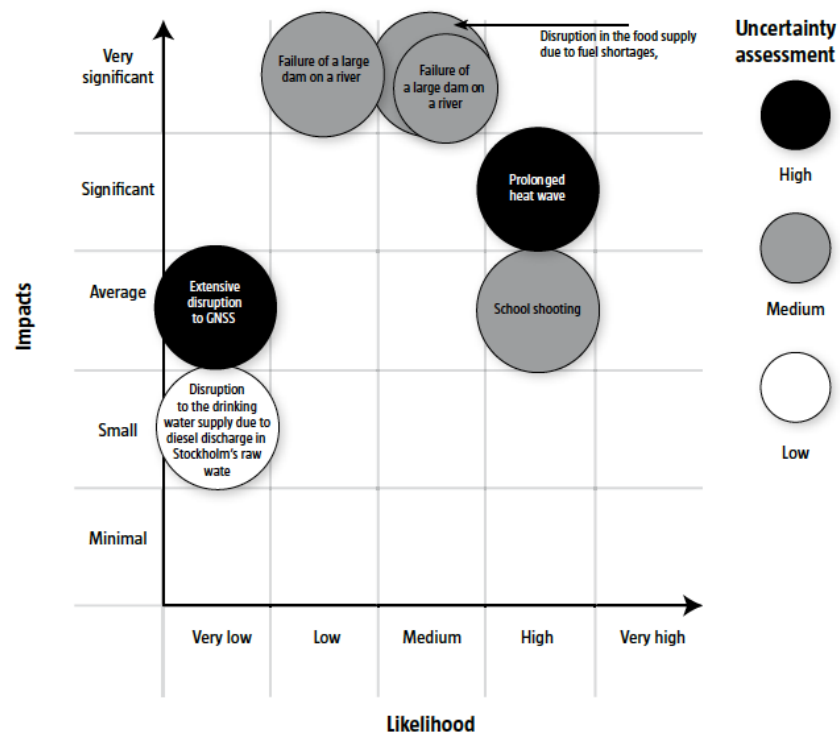 Very
significant
Significant
Average
Small
Minimal
Impacts
Failure of a large
dam on a river
Failure of
a large dam on
a river
Disruption in the food supply
due to fuel shortages,
Prolonged
heat wave
Extensive
disruption
to GNSS
School shooting
Disruption
to the drinking
water supply due to
diesel discharge in
Stockholm's raw
wate
Very low
Low
Medium
High
Very high
Likelihood
Uncertainty
assessment
High
Medium
Low